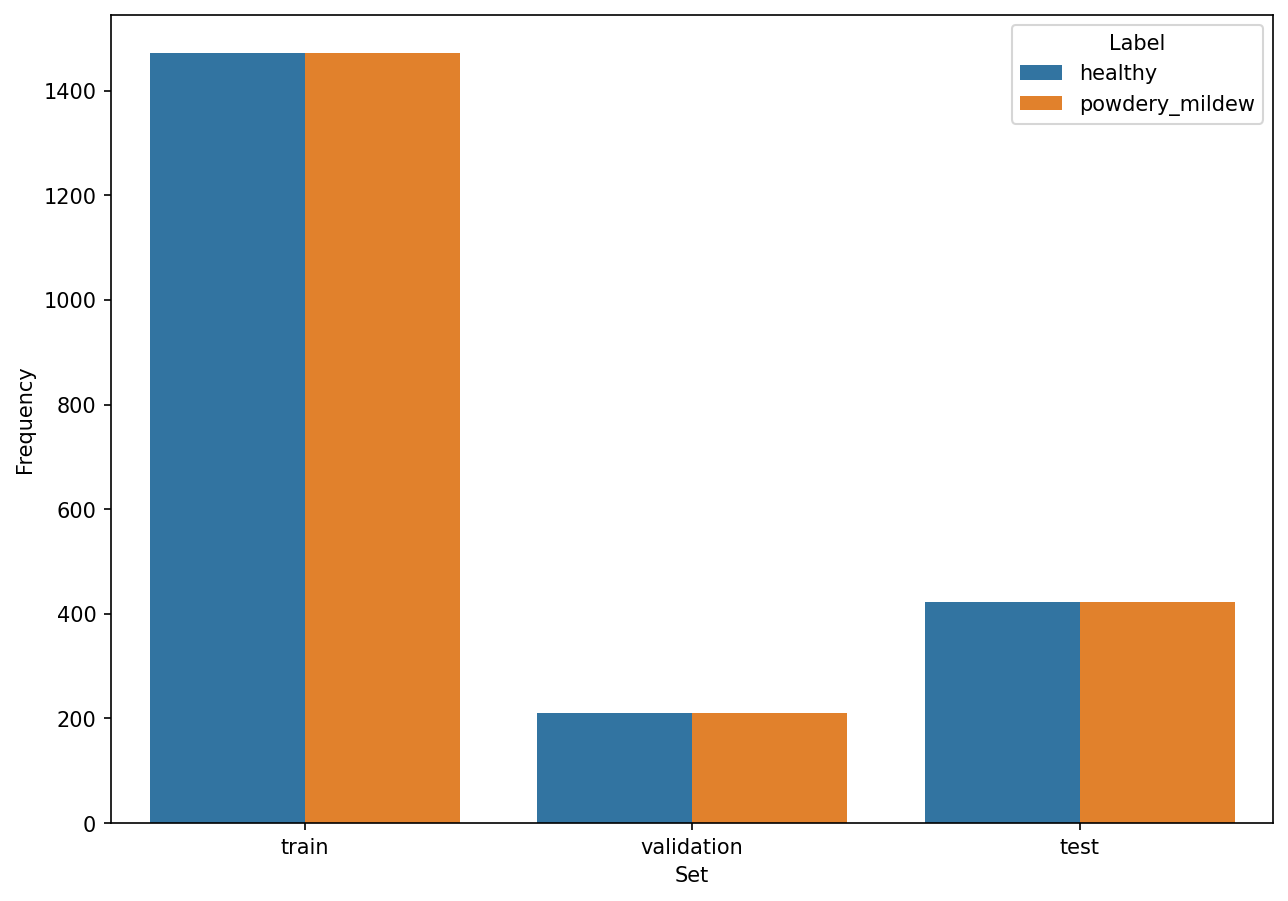 Label
healthy
powdery_mildew
Frequency
1400
1200
1000
800
600
400
200
0
train validation test
Set